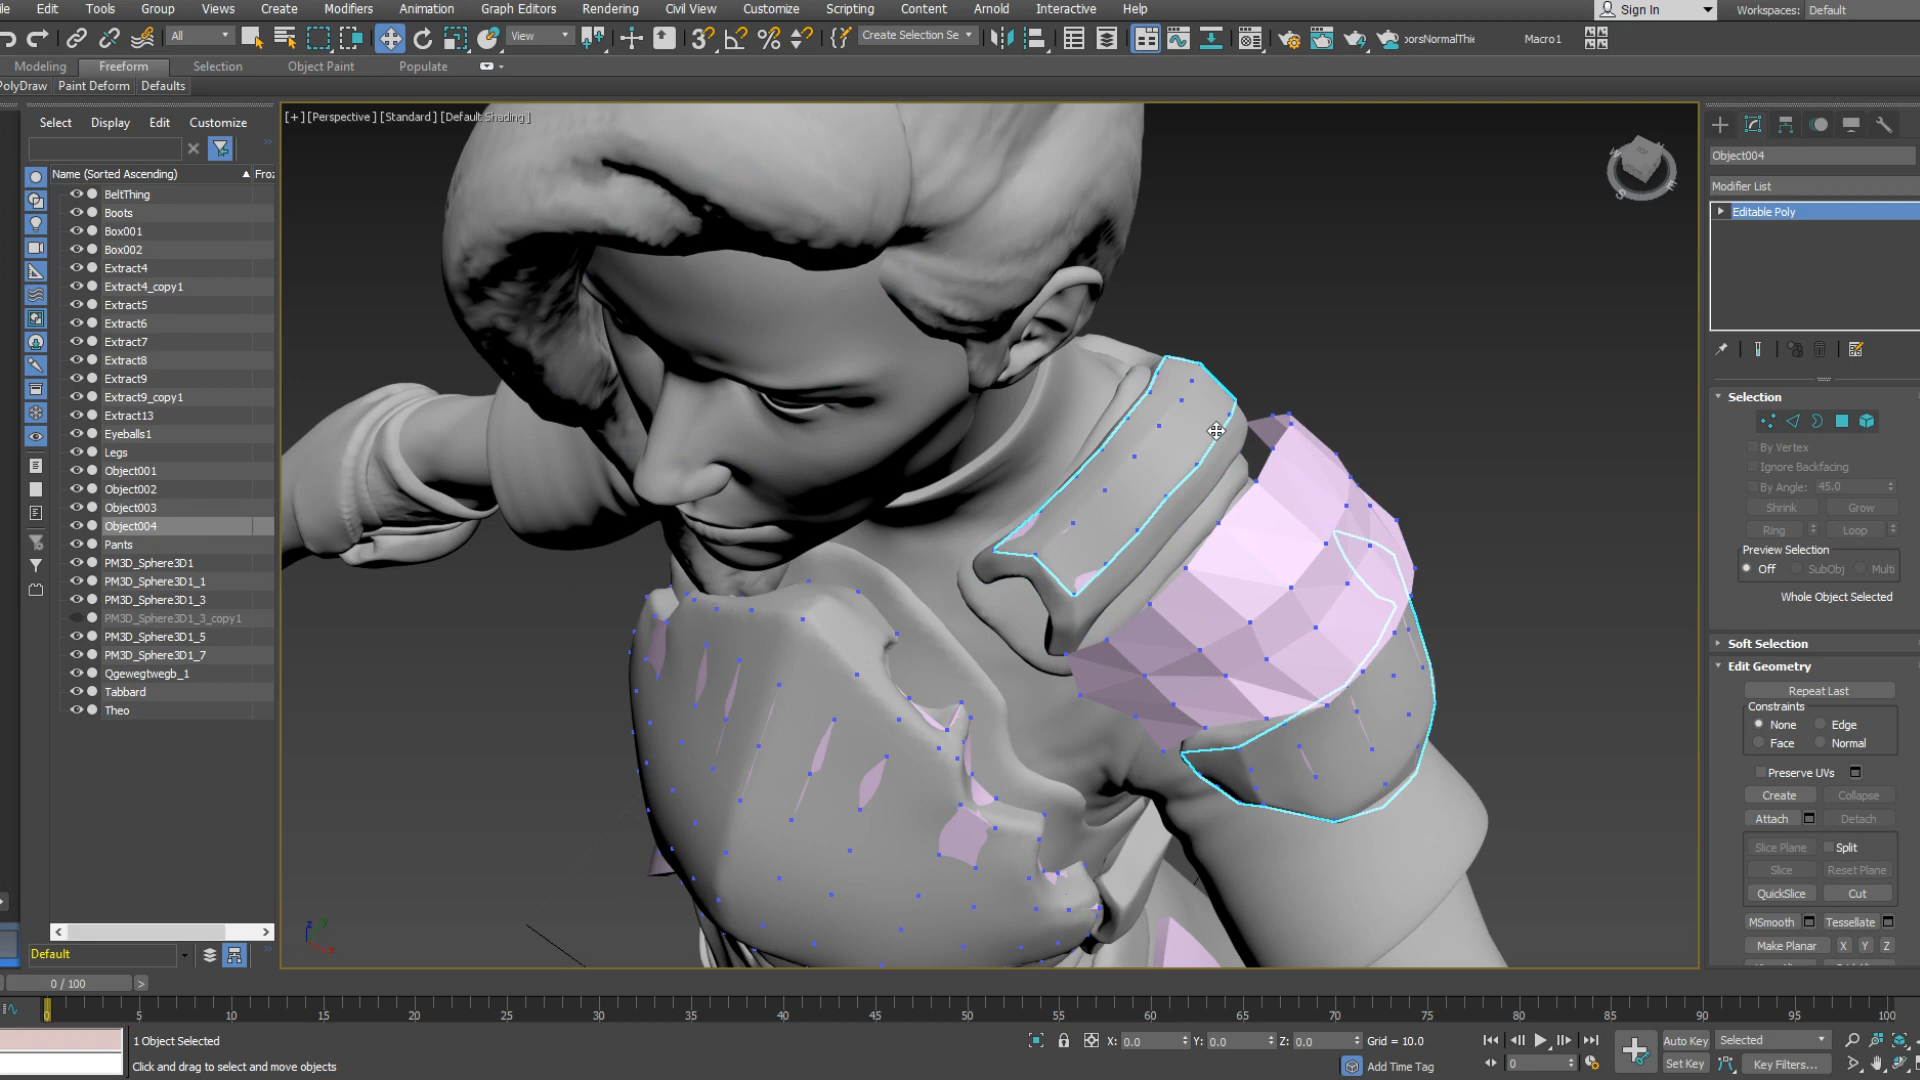 Edit Tools Group Views Create Modifiers Animation Graph Editors Rendering Civil View Customize Scripting Content Arnold Interactive Help
Sign In
Workspaces: Default
All
View
Create Selection Se
Macro1
Modeling Freeform Selection Object Paint Populate
PolyDraw Paint Deform Defaults
Select Display Edit Customize
Name (Sorted Ascending)
BeltThing
Boots
Box001
Box002
Extract4
Extract4_copy1
Extract5
Extract6
Extract7
Extract8
Extract9
Extract9_copy1
Extract13
Eyeballs1
Legs
Object001
Object002
Object003
Object004
Pants
PM3D_Sphere3D1
PM3D_Sphere3D1_1
PM3D_Sphere3D1_3
PM3D_Sphere3D1_3_copy1
PM3D_Sphere3D1_5
PM3D_Sphere3D1_7
Qgewegtwegb_1
Tabbard
Theo
Default
[+] [Perspective ] [Standard ] [Default Shading ]
Object004
Modifier List
Editable Poly
Selection
By Vertex
Ignore Backfacing
By Angle: 45.0
Shrink Grow
Ring Loop
Preview Selection
Off SubObj Multi
Whole Object Selected
Soft Selection
Edit Geometry
Repeat Last
Constraints
None Edge
Face Normal
Preserve UVs
Create Collapse
Attach Detach
Slice Plane Split
Slice Reset Plane
QuickSlice Cut
MSmooth Tessellate
Make Planar X Y Z
0 / 100
0 5 10 15 20 25 30 35 40 45 50 55 60 65 70 75 80 85 90 95 100
1 Object Selected
Click and drag to select and move objects
X: 0.0 Y: 0.0 Z: 0.0 Grid = 10.0
Add Time Tag
0
Auto Key Selected
Set Key Key Filters...